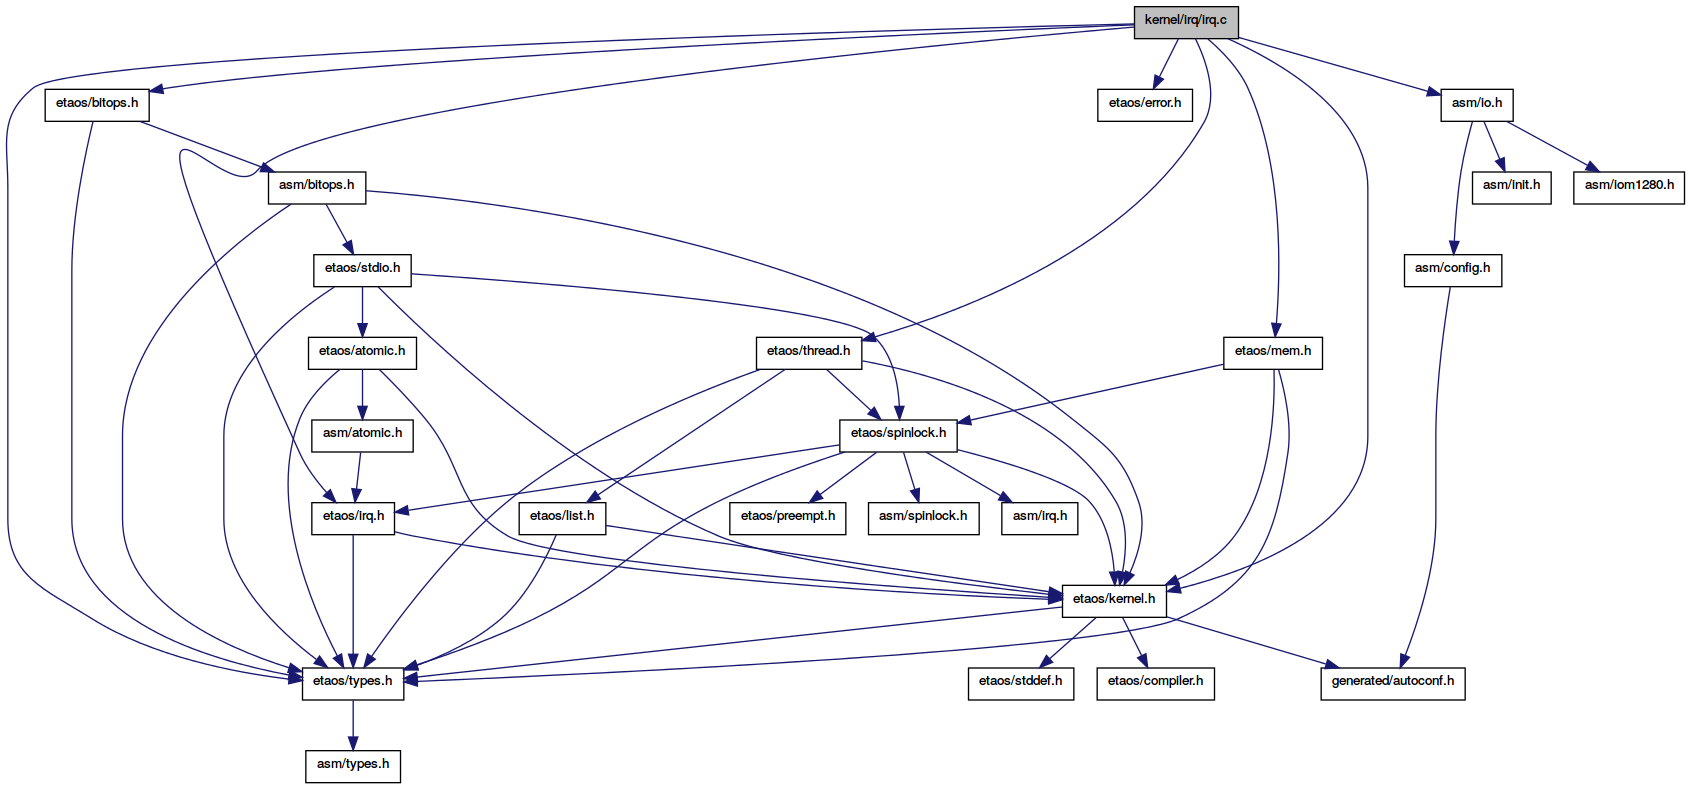 kernel/irq/irq.c
etaos/bitops.h
etaos/error.h
asm/io.h
asm/bitops.h
asm/init.h
asm/iom1280.h
etaos/stdio.h
asm/config.h
etaos/atomic.h
etaos/thread.h
etaos/mem.h
asm/atomic.h
etaos/spinlock.h
etaos/irq.h
etaos/list.h
etaos/preempt.h
asm/spinlock.h
asm/irq.h
etaos/kernel.h
etaos/types.h
etaos/stddef.h
etaos/compiler.h
generated/autoconf.h
asm/types.h